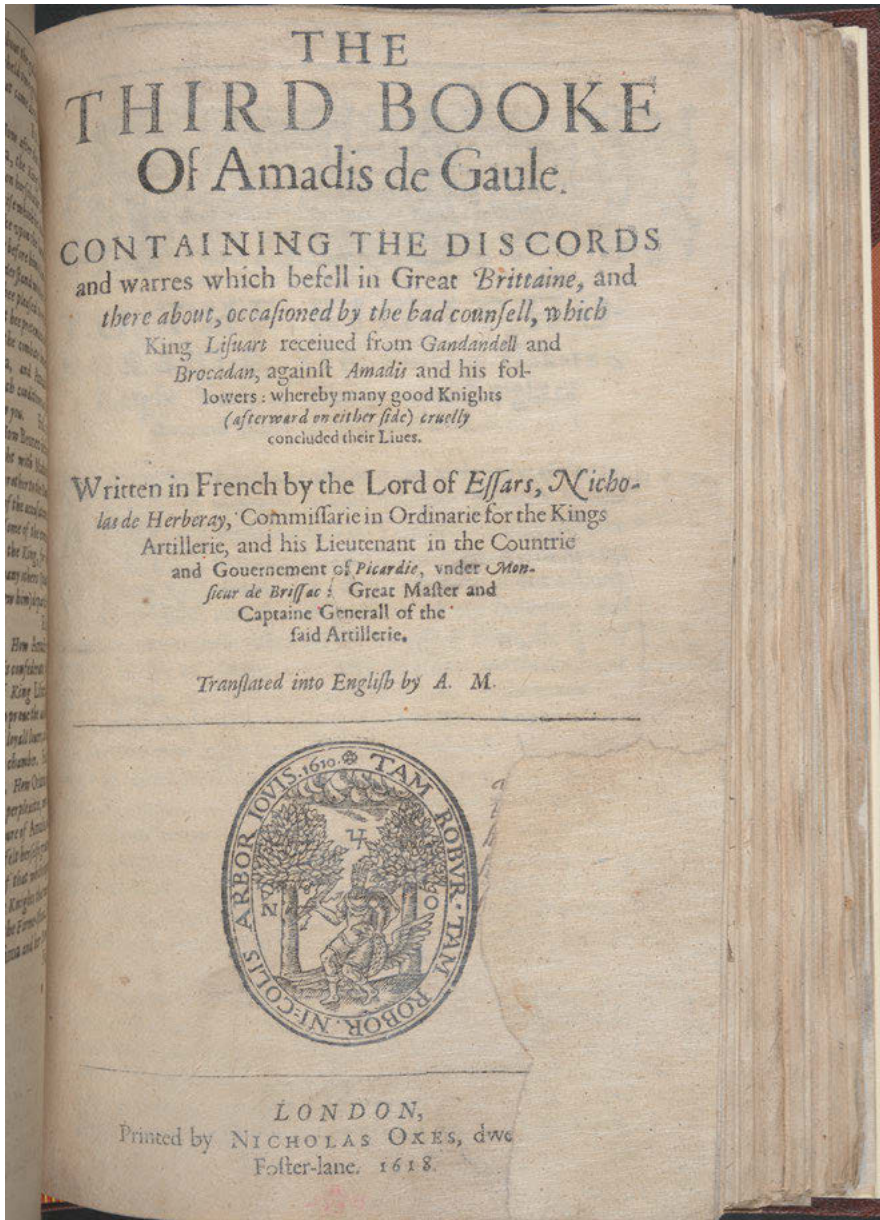 THE
THIRD BOOKE
Of Amadis de Gaule.
CONTAINING THE DISCORDS
and warres which befell in Great Brittaine, and
there about, occaſioned by the bad counſell, which
King Liſuart receiued from Gandandell and
Brocadan, againſt Amadis and his fol-
lowers: whereby many good Knights
(afterward on either ſide) cruelly
concluded their Liues.
Written in French by the Lord of Eſſars, Nicho-
las de Herberay, Commiſſarie in Ordinarie for the Kings
Artillerie, and his Lieutenant in the Countrie
and Gouernement of Picardie, vnder Mon-
ſieur de Briſſac: Great Maſter and
Captaine Generall of the
ſaid Artillerie.
Tranſlated into Engliſh by A. M.
TAM ROBVR. TAM ROBOR. NI-COLIS ARBOR IOVIS. 1610.
LONDON,
Printed by NICHOLAS OKES, dwe
Foſter-lane. 1618.